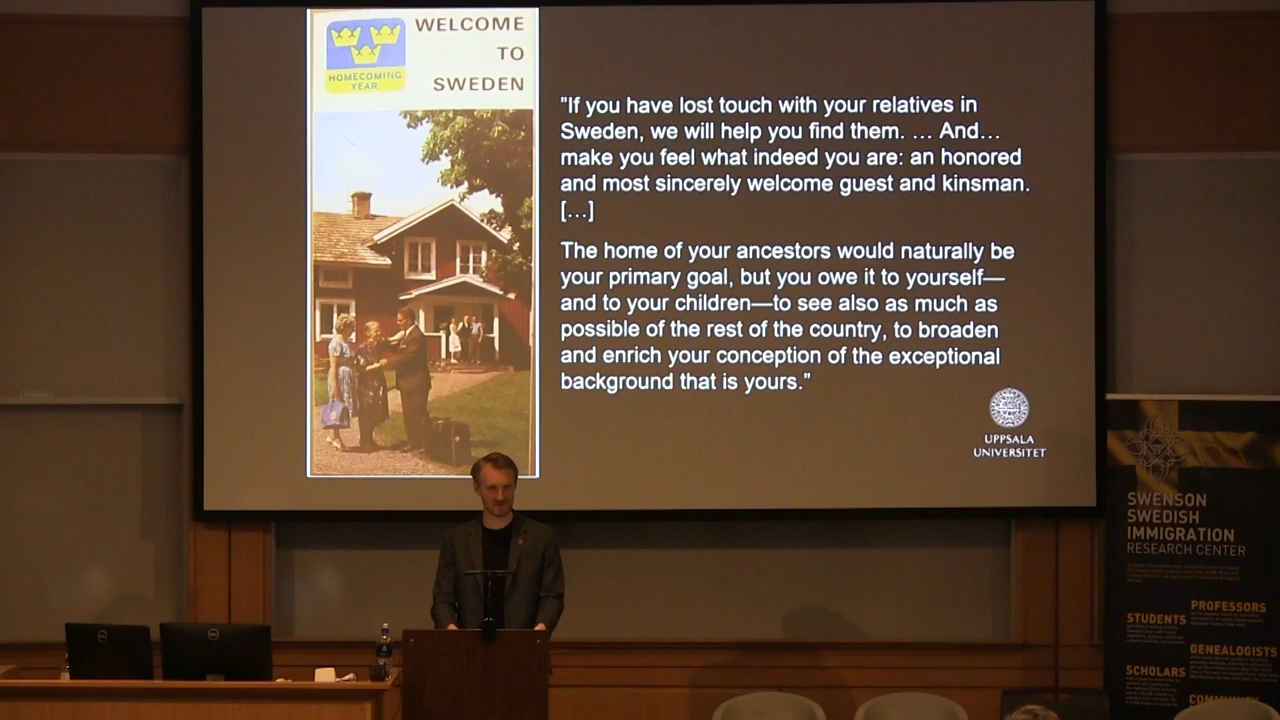 WELCOME
TO
SWEDEN
HOMECOMING
YEAR
"If you have lost touch with your relatives in
Sweden, we will help you find them. … And…
make you feel what indeed you are: an honored
and most sincerely welcome guest and kinsman.
[…]
The home of your ancestors would naturally be
your primary goal, but you owe it to yourself—
and to your children—to see also as much as
possible of the rest of the country, to broaden
and enrich your conception of the exceptional
background that is yours."
UPPSALA
UNIVERSITET
SWENSON
SWEDISH
IMMIGRATION
RESEARCH CENTER
PROFESSORS
STUDENTS
GENEALOGISTS
SCHOLARS
DELL
DELL